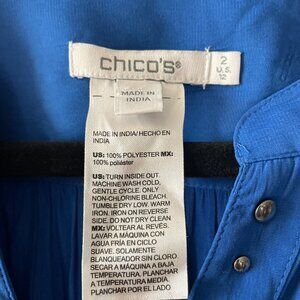 chico's®
2
U.S.
12
MADE IN
INDIA
MADE IN INDIA/ HECHO EN
INDIA
US: 100% POLYESTER MX:
100% poliéster
US: TURN INSIDE OUT.
MACHINE WASH COLD,
GENTLE CYCLE. ONLY
NON-CHLORINE BLEACH.
TUMBLE DRY LOW. WARM
IRON. IRON ON REVERSE
SIDE. DO NOT DRY CLEAN
MX: VOLTEAR AL REVÉS.
LAVAR A MÁQUINA CON
AGUA FRÍA EN CICLO
SUAVE. SOLAMENTE
BLANQUEADOR SIN CLORO.
SECAR A MÁQUINA A BAJA
TEMPERATURA. PLANCHAR
A TEMPERATURA MEDIA.
PLANCHAR POR EL LADO